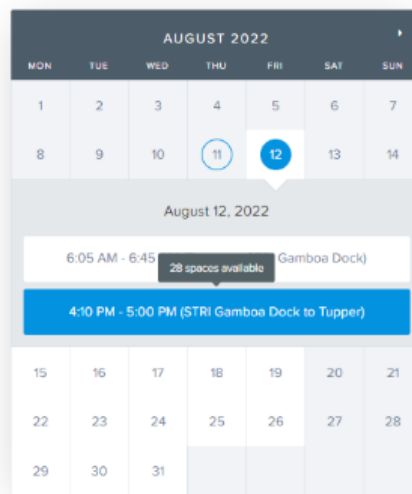 AUGUST 2022
MON TUE WED THU FRI SAT SUN
1 2 3 4 5 6 7
8 9 10 11 12 13 14
August 12, 2022
6:05 AM - 6:45 Gamboa Dock)
28 spaces available
4:10 PM - 5:00 PM (STRI Gamboa Dock to Tupper)
15 16 17 18 19 20 21
22 23 24 25 26 27 28
29 30 31